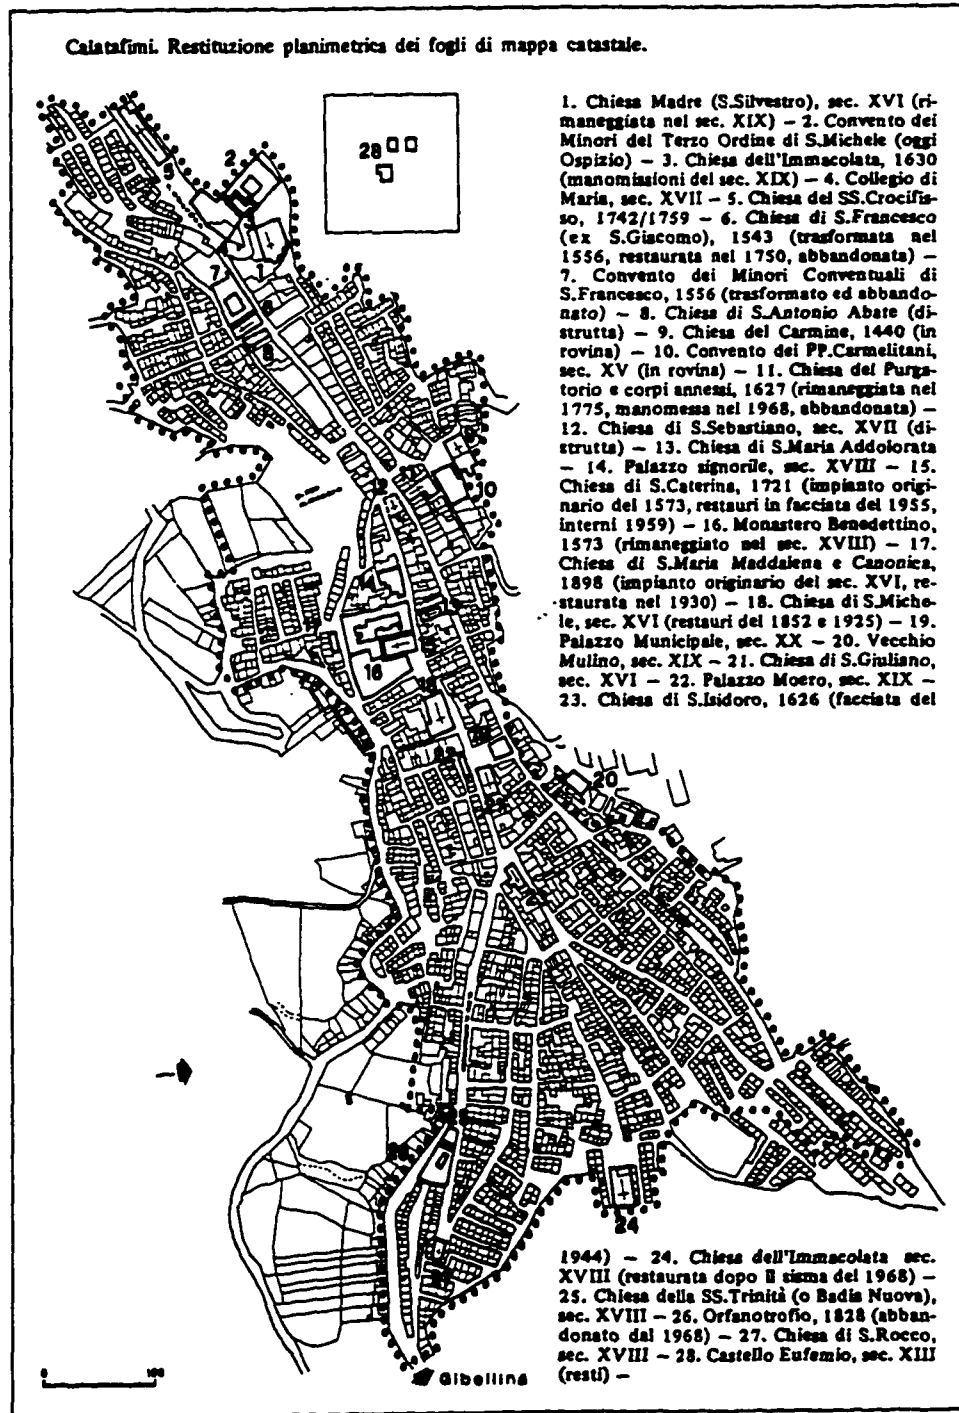 Calatafimi. Restituzione planimetrica dei fogli di mappa catastale.
1. Chiesa Madre (S.Silvestro), sec. XVI (ri-
maneggiata nel sec. XIX) — 2. Convento dei
Minori del Terzo Ordine di S.Michele (oggi
Ospizio) — 3. Chiesa dell'Immacolata, 1630
(manomissioni del sec. XIX) — 4. Collegio di
Maria, sec. XVII — 5. Chiesa del SS.Crocifis-
so, 1742/1759 — 6. Chiesa di S.Francesco
(ex S.Giacomo), 1543 (trasformata nel
1556, restaurata nel 1750, abbandonata) —
7. Convento dei Minori Conventuali di
S.Francesco, 1556 (trasformato ed abbando-
nato) — 8. Chiesa di S.Antonio Abate (di-
strutta) — 9. Chiesa del Carmine, 1440 (in
rovina) — 10. Convento dei PP.Carmelitani,
sec. XV (in rovina) — 11. Chiesa del Purga-
torio e corpi annessi, 1627 (rimaneggiata nel
1775, manomessa nel 1968, abbandonata) —
12. Chiesa di S.Sebastiano, sec. XVII (di-
strutta) — 13. Chiesa di S.Maria Addolorata
— 14. Palazzo signorile, sec. XVIII — 15.
Chiesa di S.Caterina, 1721 (impianto origi-
nario del 1573, restauri in facciata del 1955,
interni 1959) — 16. Monastero Benedettino,
1573 (rimaneggiato nel sec. XVIII) — 17.
Chiesa di S.Maria Maddalena e Canonica,
1898 (impianto originario del sec. XVI, re-
staurata nel 1930) — 18. Chiesa di S.Miche-
le, sec. XVI (restauri del 1852 e 1925) — 19.
Palazzo Municipale, sec. XX — 20. Vecchio
Mulino, sec. XIX — 21. Chiesa di S.Giuliano,
sec. XVI — 22. Palazzo Moero, sec. XIX —
23. Chiesa di S.Isidoro, 1626 (facciata del
1944) — 24. Chiesa dell'Immacolata sec.
XVIII (restaurata dopo il sisma del 1968) —
25. Chiesa della SS.Trinità (o Badia Nuova),
sec. XVIII — 26. Orfanotrofio, 1828 (abban-
donato dal 1968) — 27. Chiesa di S.Rocco,
sec. XVIII — 28. Castello Eufemio, sec. XIII
(resti) —
28
2
5
1
7
6
8
10
14
16
20
24
Gibellina
0
100